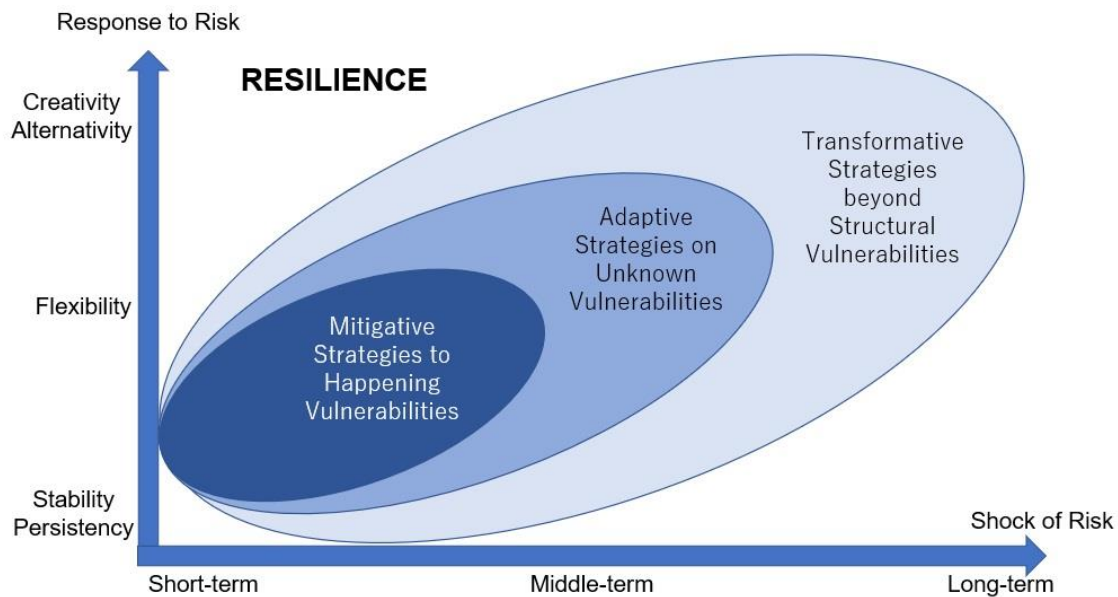 Response to Risk
RESILIENCE
Creativity
Alternativity
Transformative
Strategies
beyond
Structural
Vulnerabilities
Adaptive
Strategies on
Unknown
Vulnerabilities
Flexibility
Mitigative
Strategies to
Happening
Vulnerabilities
Stability
Persistency
Shock of Risk
Short-term
Middle-term
Long-term